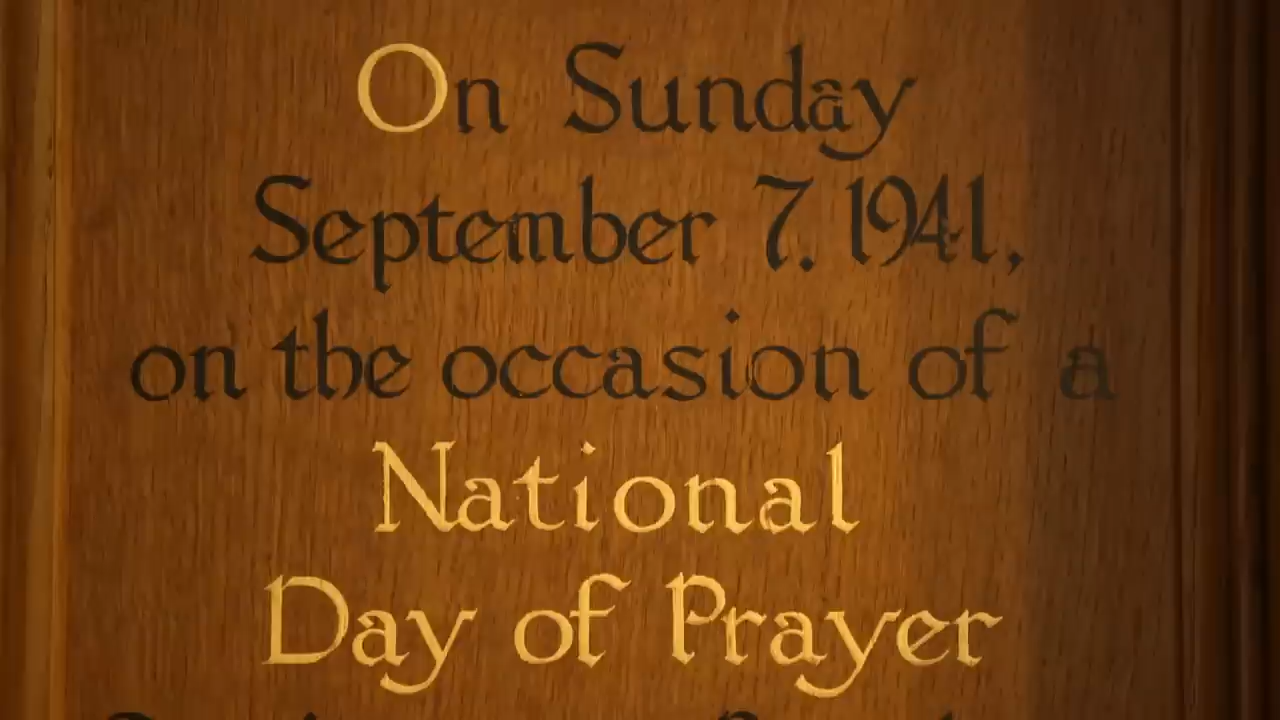 On Sunday
September 7. 1941,
on the occasion of a
National
Day of Prayer